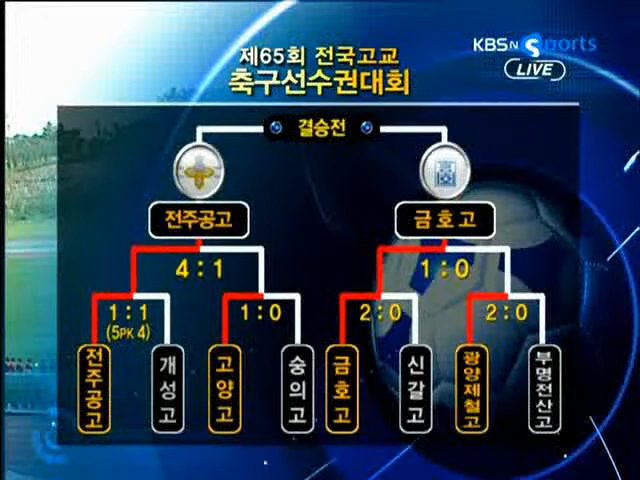 제65회 전국고교
축구선수권대회
KBSN Sports
LIVE
결승전
전주공고
금호고
4 : 1
1 : 0
1 : 1
(5PK 4)
1 : 0
2 : 0
2 : 0
전주공고
개성고
고양고
숭의고
금호고
신갈고
광양제철고
부명전산고